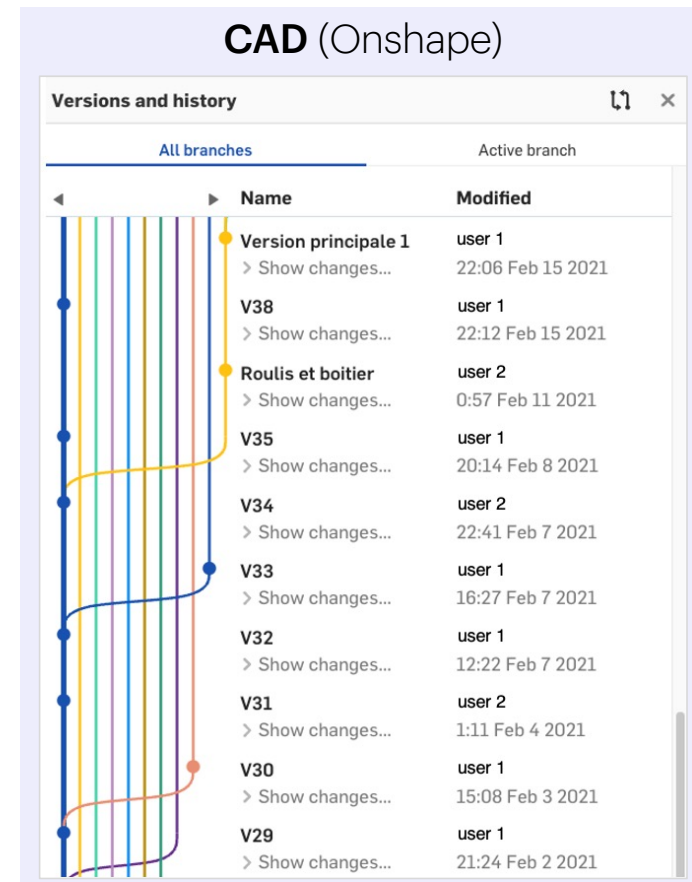 CAD (Onshape)
Versions and history
All branches Active branch
Name Modified
Version principale 1 user 1
Show changes... 22:06 Feb 15 2021
V38 user 1
Show changes... 22:12 Feb 15 2021
Roulis et boitier user 2
Show changes... 0:57 Feb 11 2021
V35 user 1
Show changes... 20:14 Feb 8 2021
V34 user 2
Show changes... 22:41 Feb 7 2021
V33 user 1
Show changes... 16:27 Feb 7 2021
V32 user 1
Show changes... 12:22 Feb 7 2021
V31 user 2
Show changes... 1:11 Feb 4 2021
V30 user 1
Show changes... 15:08 Feb 3 2021
V29 user 1
Show changes... 21:24 Feb 2 2021